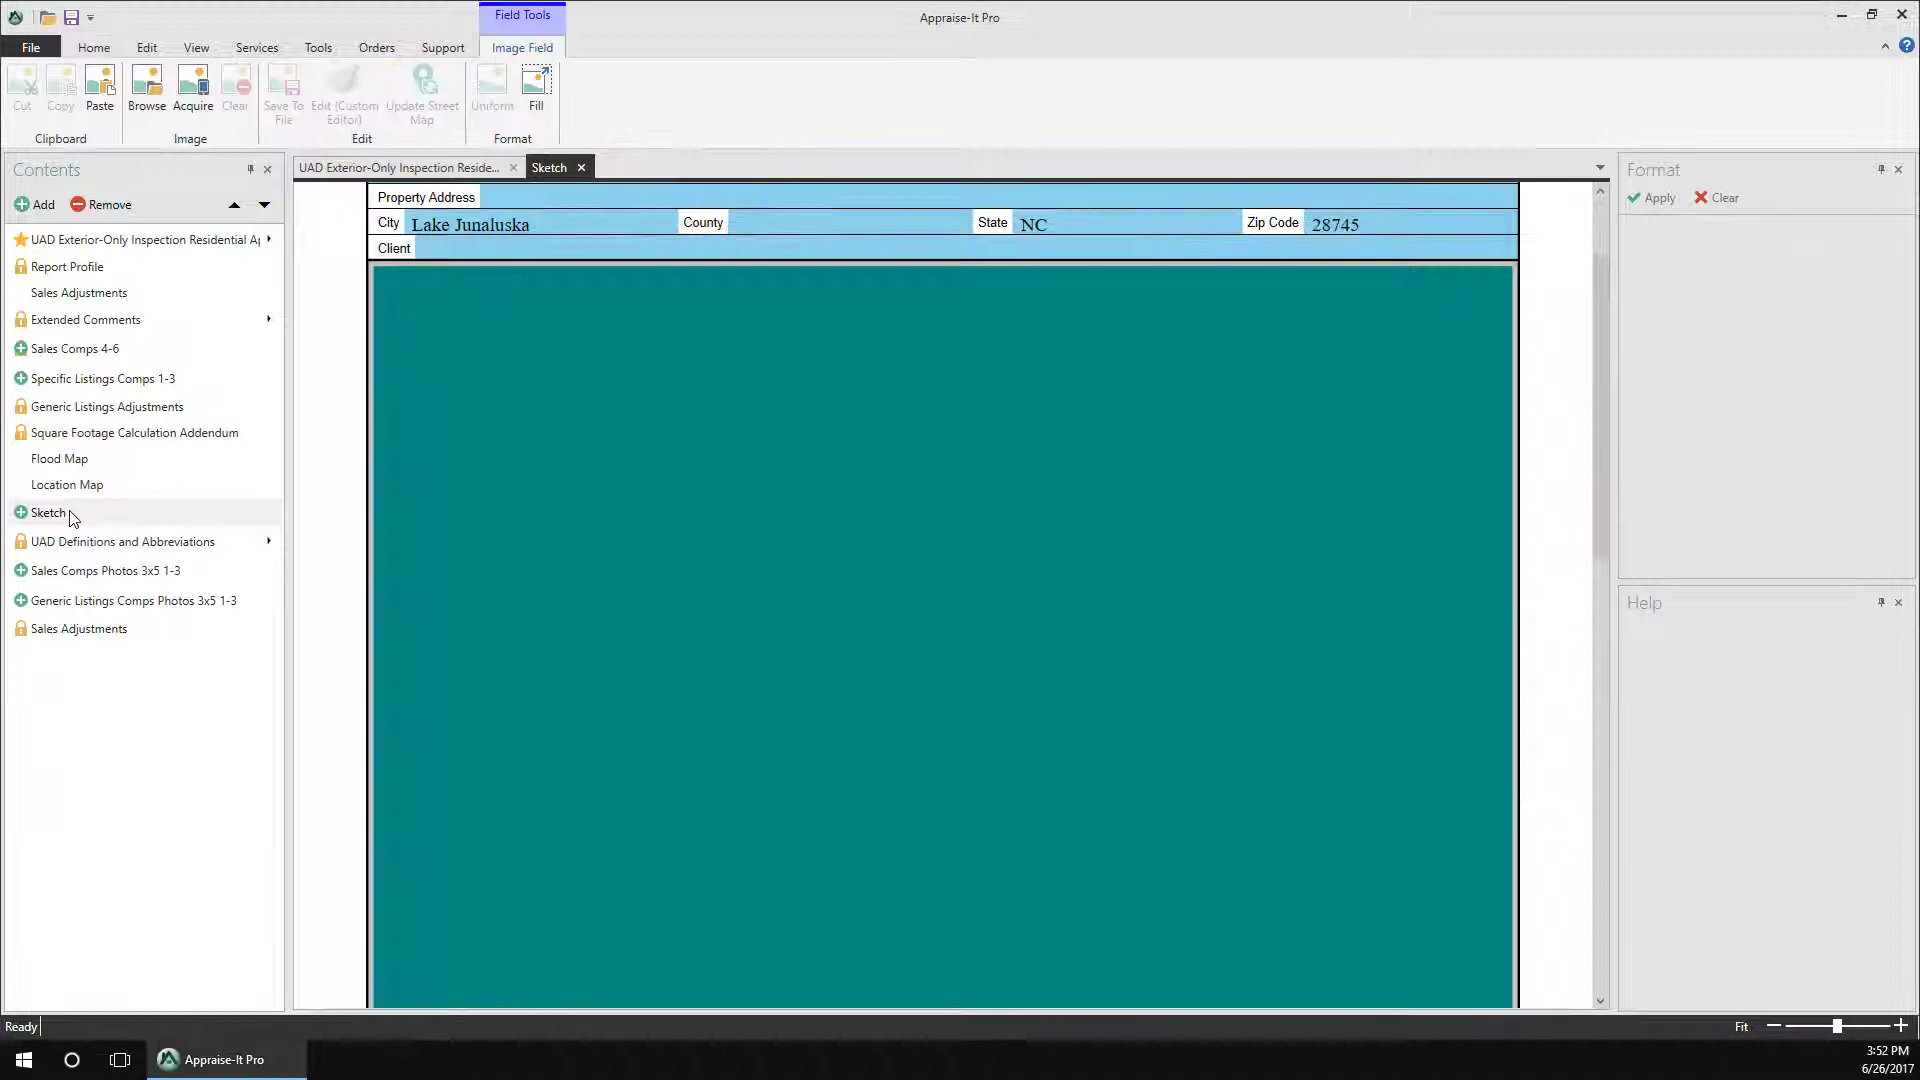 Field Tools
Appraise-It Pro
File Home Edit View Services Tools Orders Support Image Field
Cut Copy Paste Browse Acquire Clear Save To File Edit (Custom Editor) Update Street Map Uniform Fill
Clipboard Image Edit Format
Contents
Add Remove
UAD Exterior-Only Inspection Residential Ap
Report Profile
Sales Adjustments
Extended Comments
Sales Comps 4-6
Specific Listings Comps 1-3
Generic Listings Adjustments
Square Footage Calculation Addendum
Flood Map
Location Map
Sketch
UAD Definitions and Abbreviations
Sales Comps Photos 3x5 1-3
Generic Listings Comps Photos 3x5 1-3
Sales Adjustments
UAD Exterior-Only Inspection Reside... Sketch
Property Address
City Lake Junaluska County State NC Zip Code 28745
Client
Format
Apply Clear
Help
Ready
Fit
Appraise-It Pro
3:52 PM
6/26/2017